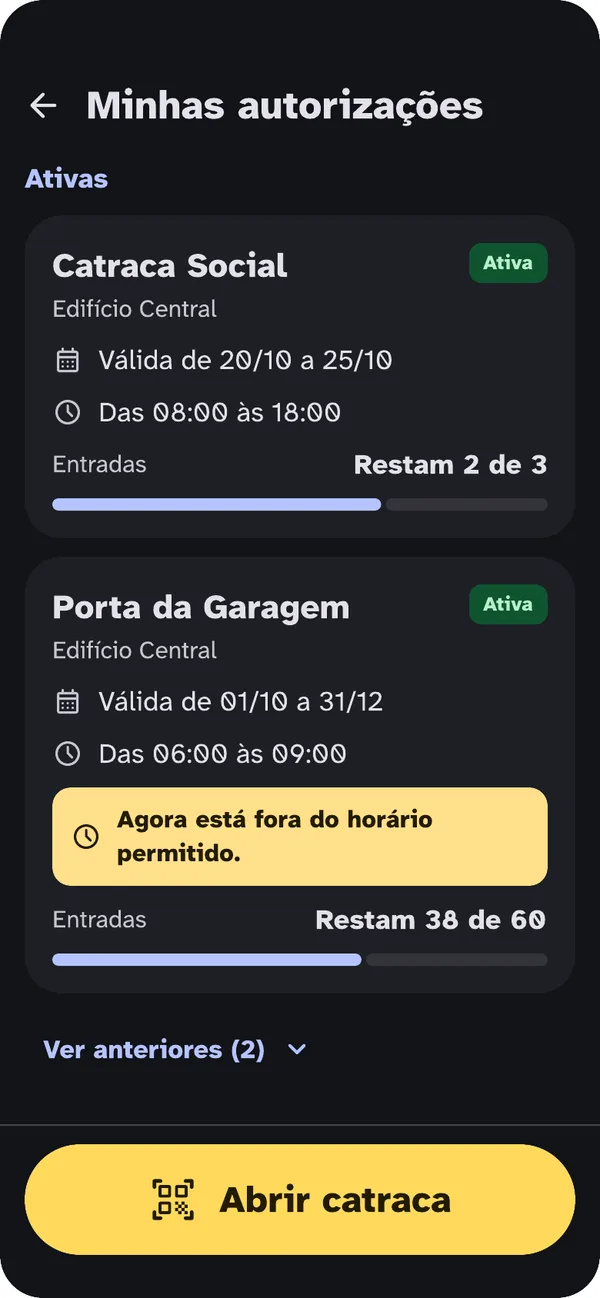 Minhas autorizações
Ativas
Catraca Social
Ativa
Edifício Central
Válida de 20/10 a 25/10
Das 08:00 às 18:00
Entradas
Restam 2 de 3
Porta da Garagem
Ativa
Edifício Central
Válida de 01/10 a 31/12
Das 06:00 às 09:00
Agora está fora do horário
permitido.
Entradas
Restam 38 de 60
Ver anteriores (2)
Abrir catraca